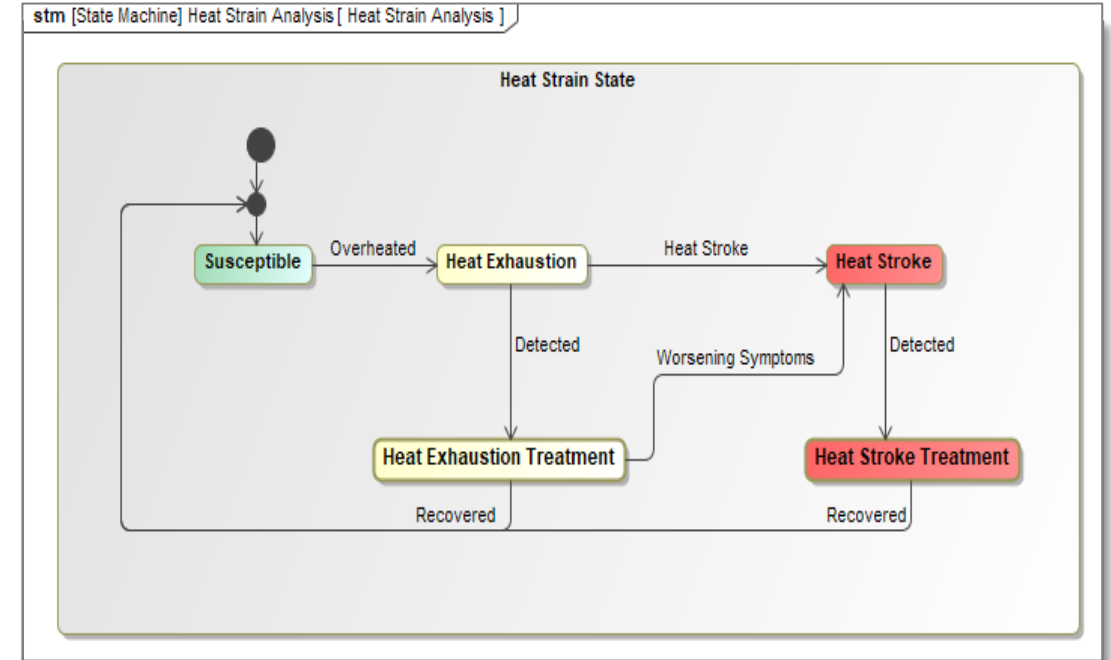 stm [State Machine] Heat Strain Analysis [ Heat Strain Analysis ]
Heat Strain State
Susceptible
Overheated
Heat Exhaustion
Heat Stroke
Heat Stroke
Detected
Worsening Symptoms
Detected
Heat Exhaustion Treatment
Heat Stroke Treatment
Recovered
Recovered